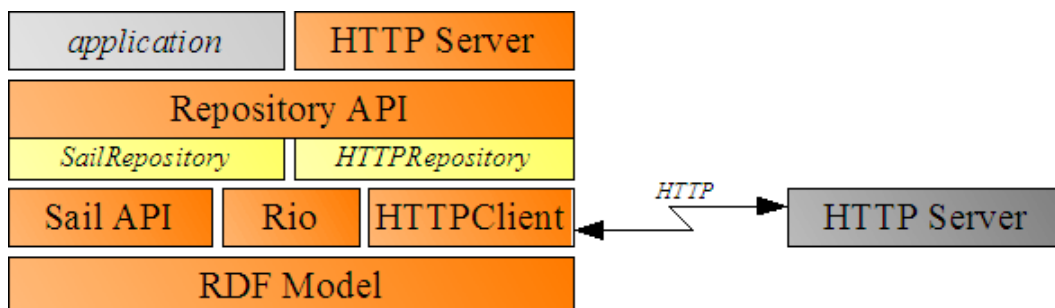 application
HTTP Server
Repository API
SailRepository
HTTPRepository
Sail API
Rio
HTTPClient
HTTP
HTTP Server
RDF Model